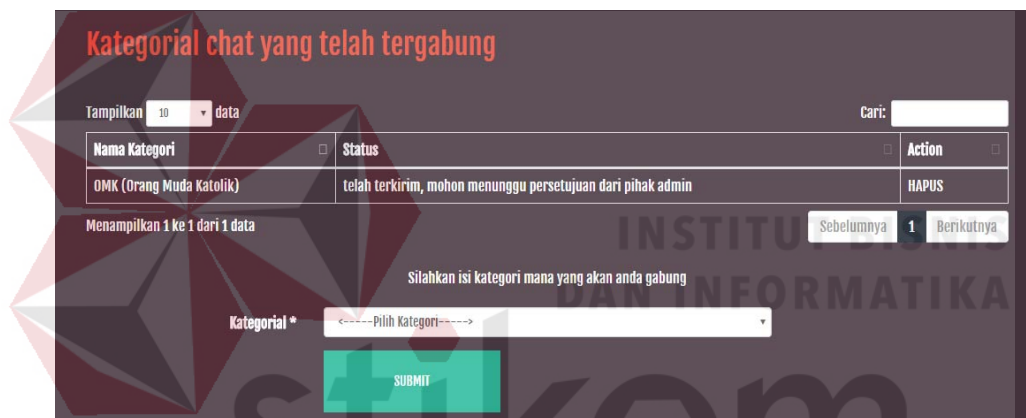 Kategorial chat yang telah tergabung
Tampilkan 10 data
Cari:
Nama Kategori Status Action
OMK (Orang Muda Katolik) telah terkirim, mohon menunggu persetujuan dari pihak admin HAPUS
Menampilkan 1 ke 1 dari 1 data
Sebelumnya 1 Berikutnya
INSTITUT BISNIS
Silahkan isi kategori mana yang akan anda gabung
DAN INFORMATIKA
Kategorial * <-----Pilih Kategori----->
SUBMIT
stikom